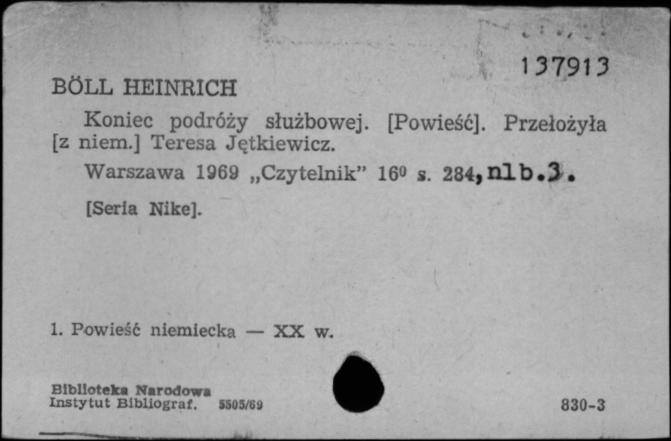 137913
BÖLL HEINRICH
Koniec podróży służbowej. [Powieść]. Przełożyła
[z niem.] Teresa Jętkiewicz.
Warszawa 1969 „Czytelnik” 16⁰ s. 284, nlb.3.
[Seria Nike].
1. Powieść niemiecka — XX w.
Biblioteka Narodowa
Instytut Bibliograf. 5505/69
830-3